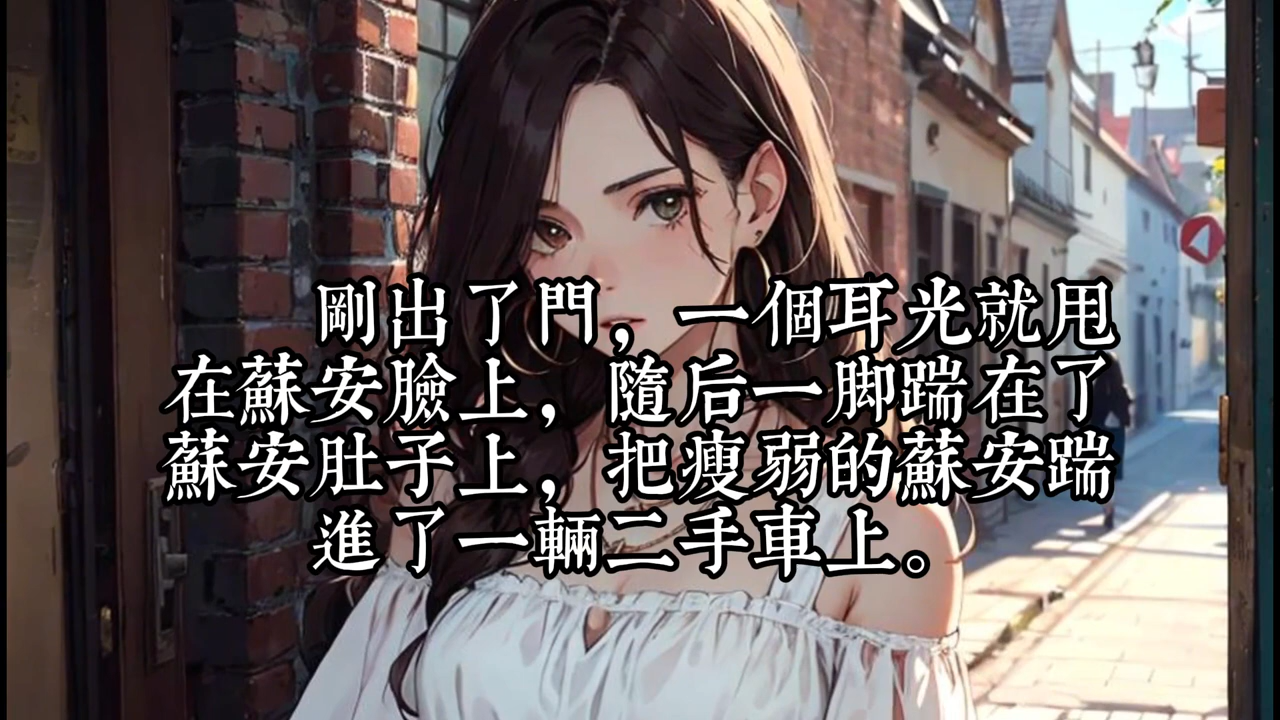 剛出了門，一個耳光就甩
在蘇安臉上，隨后一脚踹在了
蘇安肚子上，把瘦弱的蘇安踹
進了一輛二手車上。